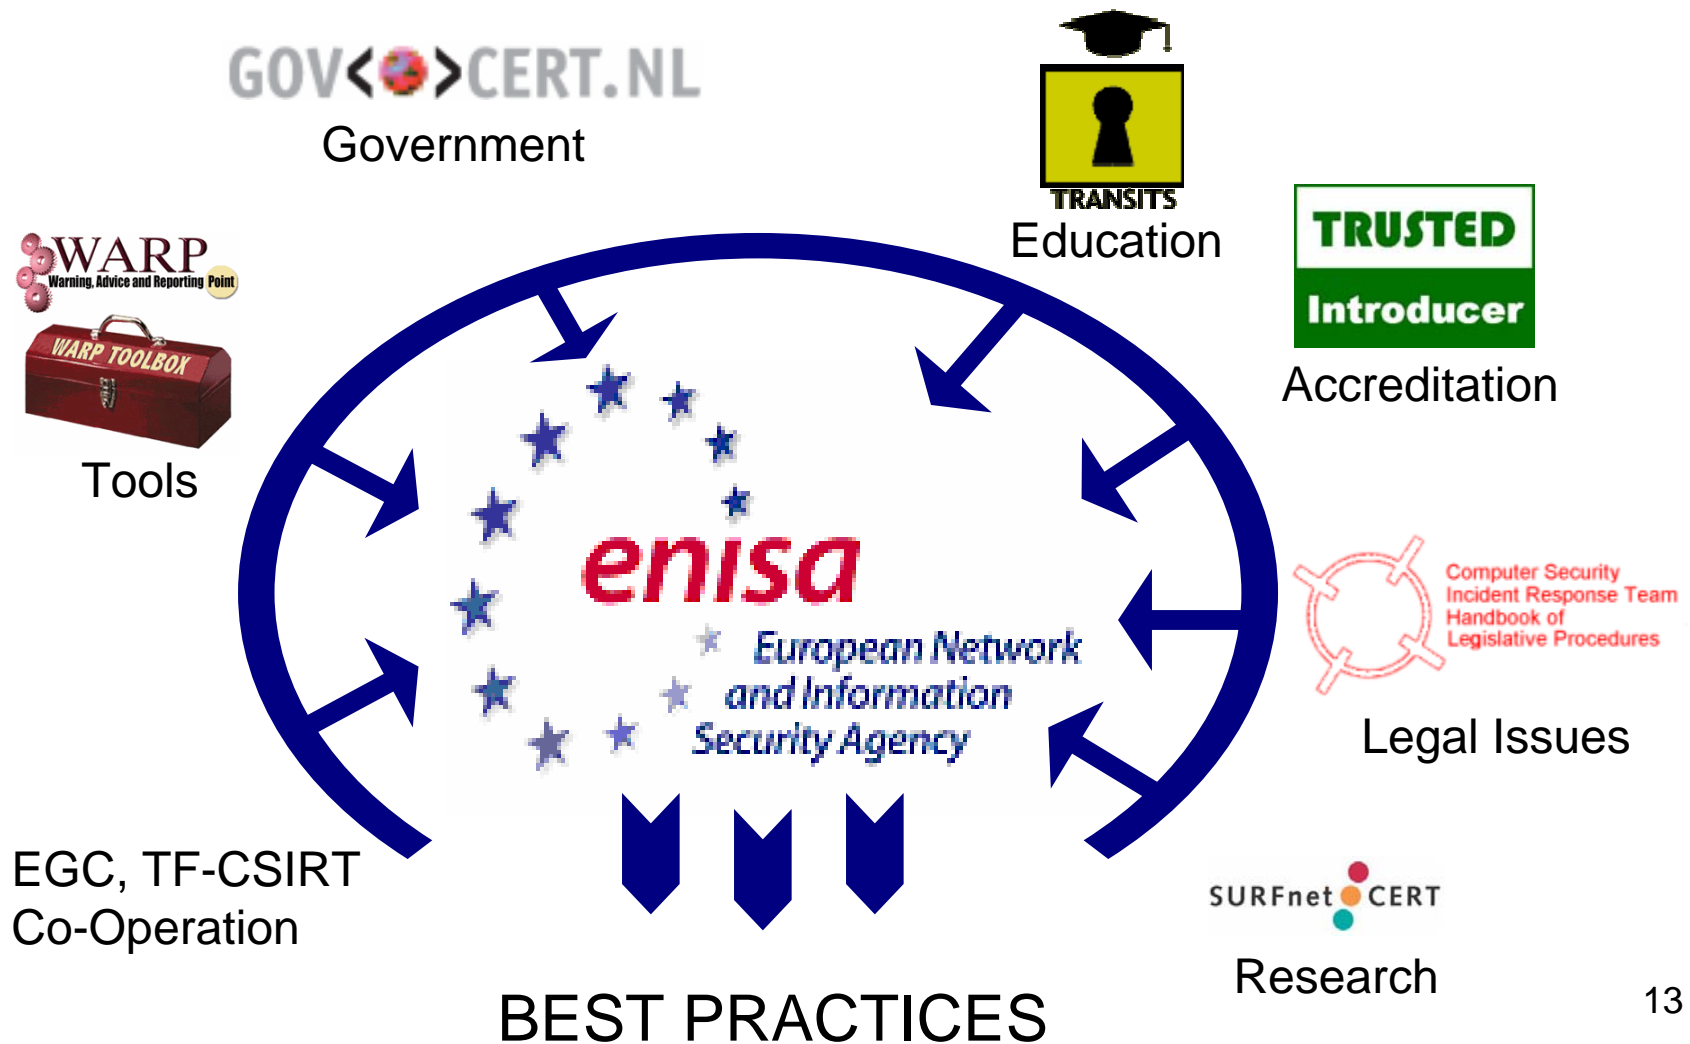 GOV<>CERT.NL
Government
TRANSITS
Education
TRUSTED
Introducer
Accreditation
WARP
Warning, Advice and Reporting Point
WARP TOOLBOX
Tools
enisa
European Network
and Information
Security Agency
Computer Security
Incident Response Team
Handbook of
Legislative Procedures
Legal Issues
EGC, TF-CSIRT
Co-Operation
SURFnet CERT
Research
BEST PRACTICES
13